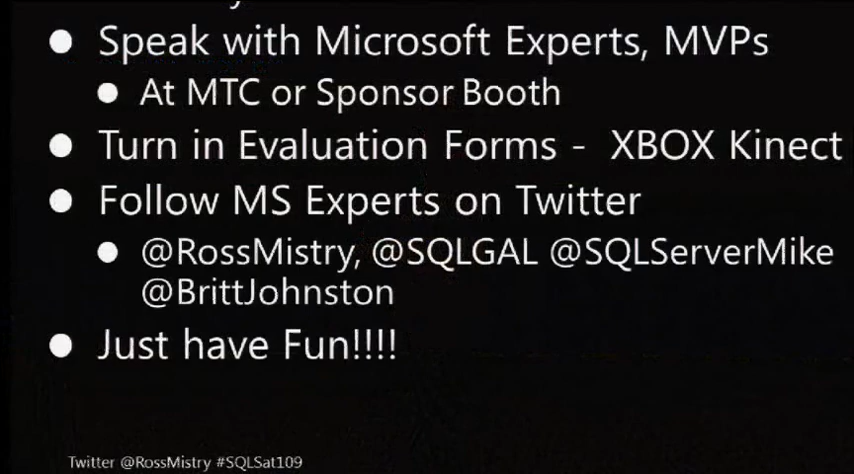 Speak with Microsoft Experts, MVPs
At MTC or Sponsor Booth
Turn in Evaluation Forms - XBOX Kinect
Follow MS Experts on Twitter
@RossMistry, @SQLGAL @SQLServerMike
@BrittJohnston
Just have Fun!!!!
Twitter @RossMistry #SQLSat109